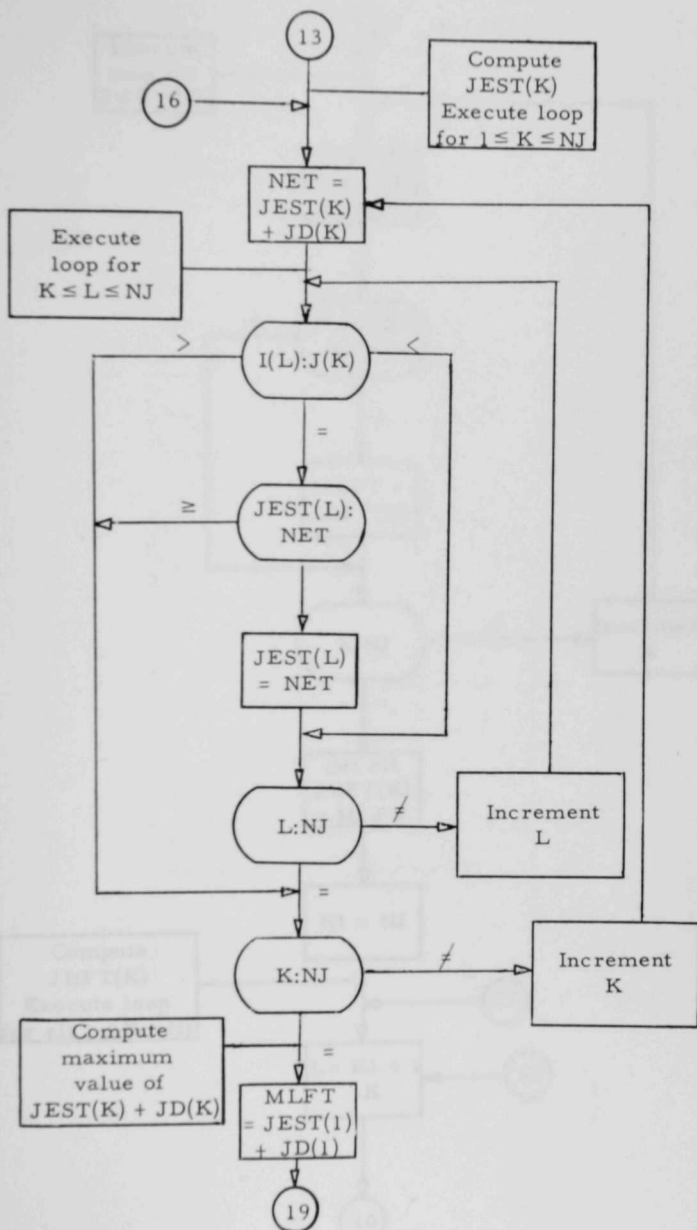 13
16
Compute
JEST(K)
Execute loop
for 1 ≤ K ≤ NJ
NET =
JEST(K)
+ JD(K)
Execute
loop for
K ≤ L ≤ NJ
>
I(L):J(K)
<
=
≥
JEST(L):
NET
JEST(L)
= NET
L:NJ
≠
Increment
L
=
K:NJ
≠
Increment
K
Compute
maximum
value of
JEST(K) + JD(K)
=
MLFT
= JEST(1)
+ JD(1)
19